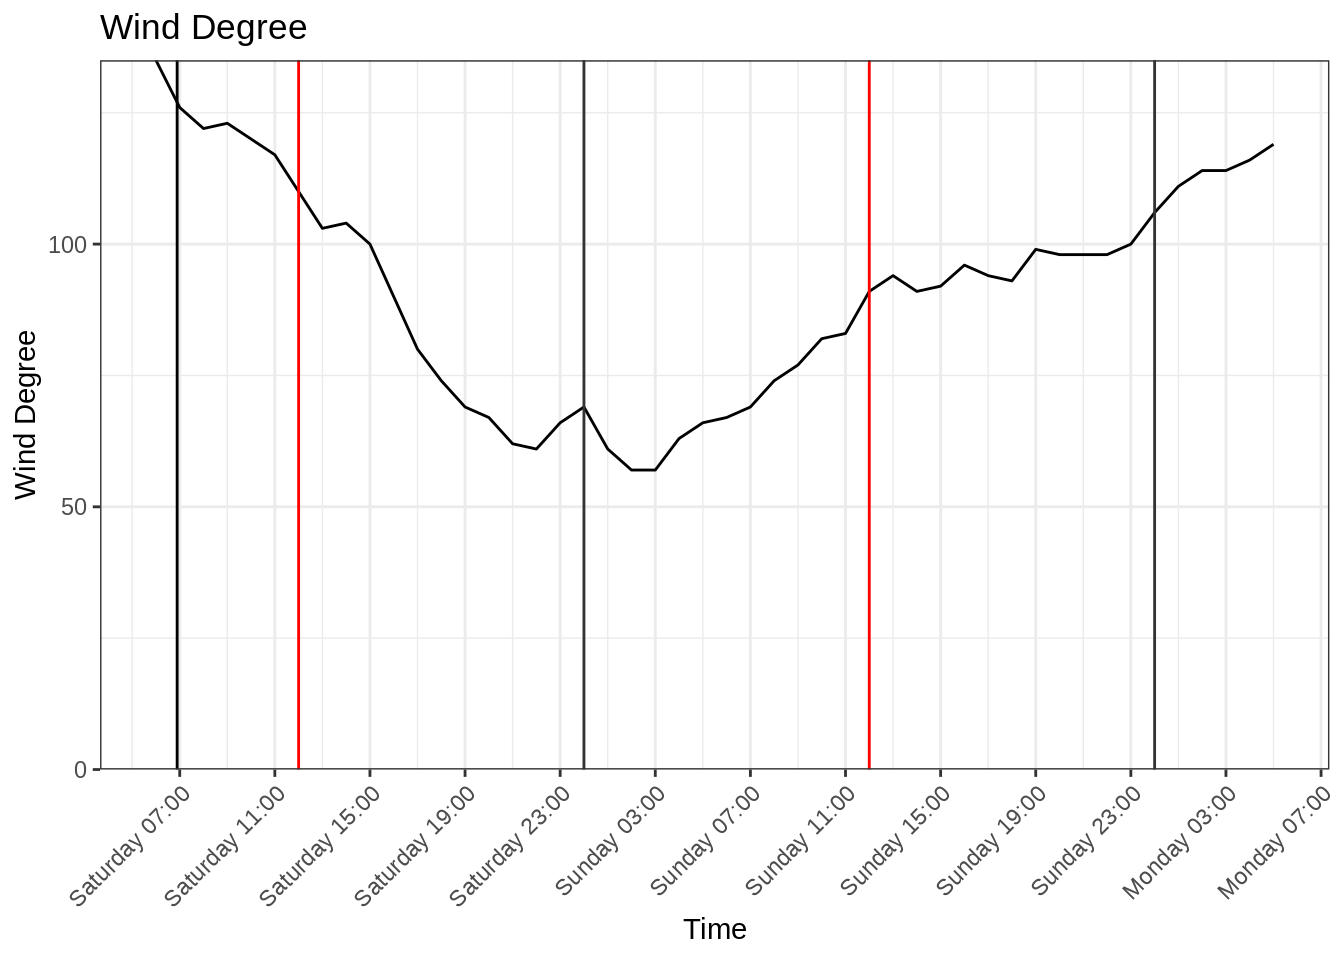 Wind Degree
Wind Degree
100
50
0
Saturday 07:00
Saturday 11:00
Saturday 15:00
Saturday 19:00
Saturday 23:00
Sunday 03:00
Sunday 07:00
Sunday 11:00
Sunday 15:00
Sunday 19:00
Sunday 23:00
Monday 03:00
Monday 07:00
Time